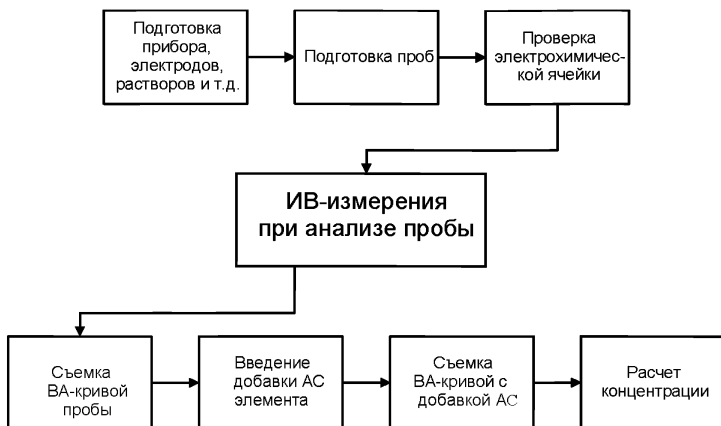 Подготовка
прибора,
электродов,
растворов и т.д.
Подготовка проб
Проверка
электрохимичес-
кой ячейки
ИВ-измерения
при анализе пробы
Съемка
ВА-кривой
пробы
Введение
добавки АС
элемента
Съемка
ВА-кривой с
добавкой АС
Расчет
концентрации